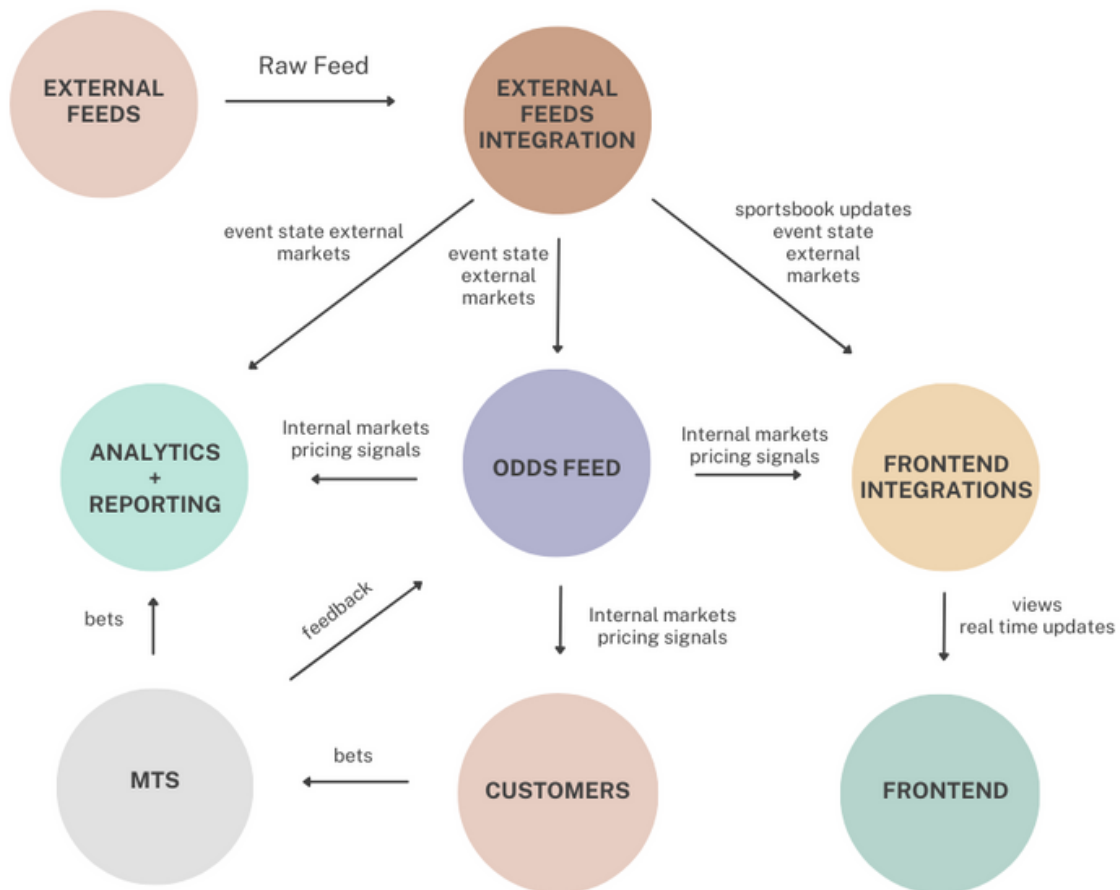 EXTERNAL
FEEDS
Raw Feed
EXTERNAL
FEEDS
INTEGRATION
event state external
markets
event state
external
markets
sportsbook updates
event state
external
markets
ANALYTICS
+
REPORTING
Internal markets
pricing signals
ODDS FEED
Internal markets
pricing signals
FRONTEND
INTEGRATIONS
bets
feedback
Internal markets
pricing signals
views
real time updates
MTS
bets
CUSTOMERS
FRONTEND